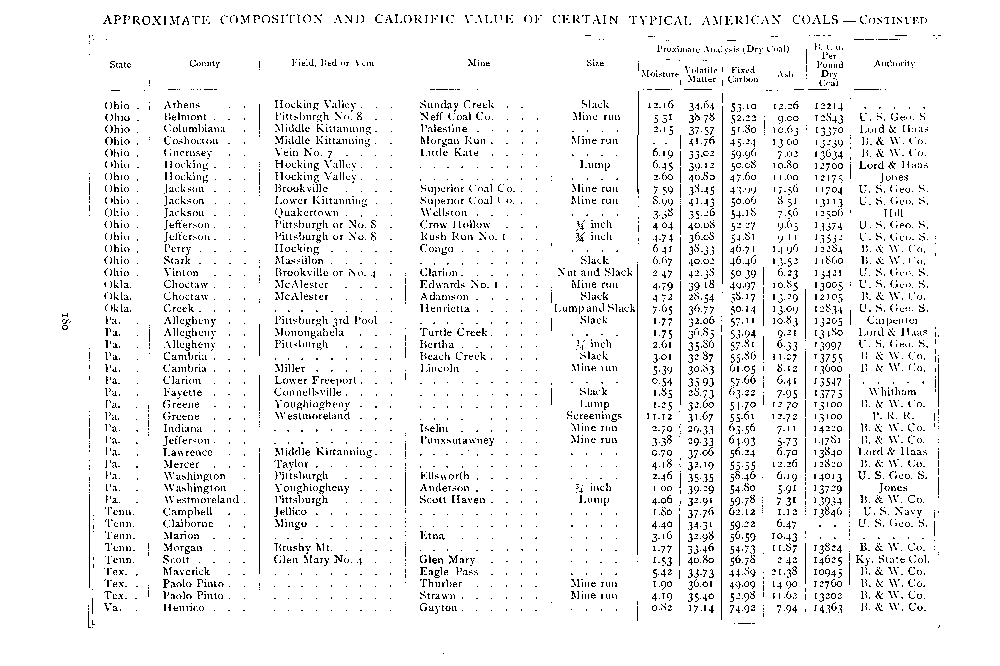 APPROXIMATE COMPOSITION AND CALORIFIC VALUE OF CERTAIN TYPICAL AMERICAN COALS—CONTINUED
State County Field, Bed or Vein Mine Size Proximate Analysis (Dry Coal) B. t. u. Per Pound Dry Coal Authority
Moisture Volatile Matter Fixed Carbon Ash
Ohio . Athens . . Hocking Valley . . . Sunday Creek . . . Slack 12.16 34.64 53.10 12.26 12214 . . . . .
Ohio . Belmont . . Pittsburgh No. 8 . . Neff Coal Co. . . . Mine run 5.31 38.78 52.22 9.00 12843 U. S. Geo. S.
Ohio . Columbiana . Middle Kittanning . . Palestine . . . . . . . . 2.15 37.57 51.80 10.63 13370 Lord & Haas
Ohio . Coshocton . Middle Kittanning . . Morgan Run . . . . Mine run . . 41.76 45.24 13.00 13239 B. & W. Co.
Ohio . Guernsey . . Vein No. 7 . . . . Little Kate . . . . . . . . 6.19 33.02 59.96 7.02 13634 B. & W. Co.
Ohio . Hocking . . . Hocking Valley . . . . . . . . . . Lump 6.45 39.12 50.08 10.80 12700 Lord & Haas
Ohio . Hocking . . . Hocking Valley . . . . . . . . . . . . . . 2.60 40.80 47.60 11.60 12175 Jones
Ohio . Jackson . . . Brookville . . . . Superior Coal Co. . . Mine run 7.59 38.45 43.99 17.56 11704 U. S. Geo. S.
Ohio . Jackson . . . Lower Kittanning . . Superior Coal Co. . . Mine run 8.99 41.43 50.06 8.51 13113 U. S. Geo. S.
Ohio . Jackson . . . Quakertown . . . . Wellston . . . . . . . . . 3.38 35.26 54.18 7.56 12506 Hill
Ohio . Jefferson . . Pittsburgh or No. 8 . Crow Hollow . . . ¾ inch 4.04 40.08 52.27 9.65 13374 U. S. Geo. S.
Ohio . Jefferson . . Pittsburgh or No. 8 . Rush Run No. 1 . . ¾ inch 4.74 36.08 54.81 9.11 13532 U. S. Geo. S.
Ohio . Perry . . . Hocking . . . . . Congo . . . . . . . . . 6.41 38.33 46.71 14.96 12284 B. & W. Co.
Ohio . Stark . . . Massillon . . . . . . . . . . . . Slack 6.67 40.02 46.46 13.52 11860 B. & W. Co.
Ohio . Vinton . . . Brookville or No. 4 . Clarion . . . . . . Nut and Slack 2.47 42.38 50.39 6.23 13421 U. S. Geo. S.
Okla. . Choctaw . . McAlester . . . . Edwards No. 1 . . . Mine run 4.79 39.18 49.97 10.85 13005 U. S. Geo. S.
Okla. . Choctaw . . McAlester . . . . Adamson . . . . . Slack 4.72 28.54 58.17 13.29 12105 B. & W. Co.
Okla. . Creek . . . . . . . . . . . . Henrietta . . . . . Lump and Slack 7.65 36.77 50.14 13.09 12834 U. S. Geo. S.
Pa. . Allegheny . . Pittsburgh 3rd Pool . . . . . . . . Slack 1.77 32.06 57.11 10.83 13205 Carpenter
Pa. . Allegheny . . Monongahela . . . Turtle Creek . . . . . . . . 1.75 36.85 53.94 9.21 13480 Lord & Haas
Pa. . Allegheny . . Pittsburgh . . . . Bertha . . . . . . ¾ inch 2.61 35.86 57.81 6.33 13997 U. S. Geo. S.
Pa. . Cambria . . . . . . . . . . . . Beach Creek . . . . Slack 3.01 32.87 55.86 11.27 13755 B. & W. Co.
Pa. . Cambria . . Miller . . . . . . Lincoln . . . . . . Mine run 5.39 30.83 61.05 8.12 13600 B. & W. Co.
Pa. . Clarion . . . Lower Freeport . . . . . . . . . . . . . . 0.54 35.93 57.66 6.41 13547 . . . . .
Pa. . Fayette . . . Connellsville . . . . . . . . . . . Slack 1.85 28.73 63.22 7.95 13775 Whitham
Pa. . Greene . . . Youghiogheny . . . . . . . . . . Lump 1.25 32.60 54.70 12.70 13100 B. & W. Co.
Pa. . Greene . . . Westmoreland . . . . . . . . . . Screenings 11.12 31.67 55.61 12.72 13100 P. R. R.
Pa. . Indiana . . . . . . . . . . . . Iselin . . . . . . . Mine run 2.70 29.33 63.56 7.11 14220 B. & W. Co.
Pa. . Jefferson . . . . . . . . . . . . Punxsutawney . . . Mine run 3.38 29.33 64.93 5.73 14781 B. & W. Co.
Pa. . Lawrence . . Middle Kittanning . . . . . . . . . . . . . 0.70 37.06 56.24 6.70 13840 Lord & Haas
Pa. . Mercer . . . Taylor . . . . . . . . . . . . . . . . . 4.18 32.19 55.55 12.26 12820 B. & W. Co.
Pa. . Washington . Pittsburgh . . . . Ellsworth . . . . . . . . . 2.46 35.35 58.46 6.19 14013 U. S. Geo. S.
Pa. . Washington . Youghiogheny . . . Anderson . . . . . ¾ inch 1.00 39.29 54.80 5.91 13729 Jones
Pa. . Westmoreland . Pittsburgh . . . . Scott Haven . . . . Lump 4.06 32.91 59.78 7.31 13934 B. & W. Co.
Tenn. . Campbell . . Jellico . . . . . . . . . . . . . . . . . 1.80 37.76 62.12 1.12 13846 U. S. Navy
Tenn. . Claiborne . . Mingo . . . . . . . . . . . . . . . . . 4.40 34.31 59.22 6.47 . . U. S. Geo. S.
Tenn. . Marion . . . . . . . . . . . . Etna . . . . . . . . . . . 3.16 32.98 56.59 10.43 . .
Tenn. . Morgan . . . Brushy Mt. . . . . . . . . . . . . . . . 1.77 33.46 54.73 11.87 13824 B. & W. Co.
Tenn. . Scott . . . . Glen Mary No. 4 . . Glen Mary . . . . . . . . . 1.53 40.80 56.78 2.42 14625 Ky. State Col.
Tex. . Maverick . . . . . . . . . . . . Eagle Pass . . . . . . . . . 5.42 33.73 44.89 21.38 10945 B. & W. Co.
Tex. . Paolo Pinto . . . . . . . . . . . Thurber . . . . . Mine run 1.90 36.01 49.09 14.90 12760 B. & W. Co.
Tex. . Paolo Pinto . . . . . . . . . . . Strawn . . . . . . Mine run 4.19 35.40 52.98 11.62 13202 B. & W. Co.
Va. . Henrico . . . . . . . . . . . . Gayton . . . . . . . . . . 0.82 17.14 74.92 7.94 14363 B. & W. Co.
180